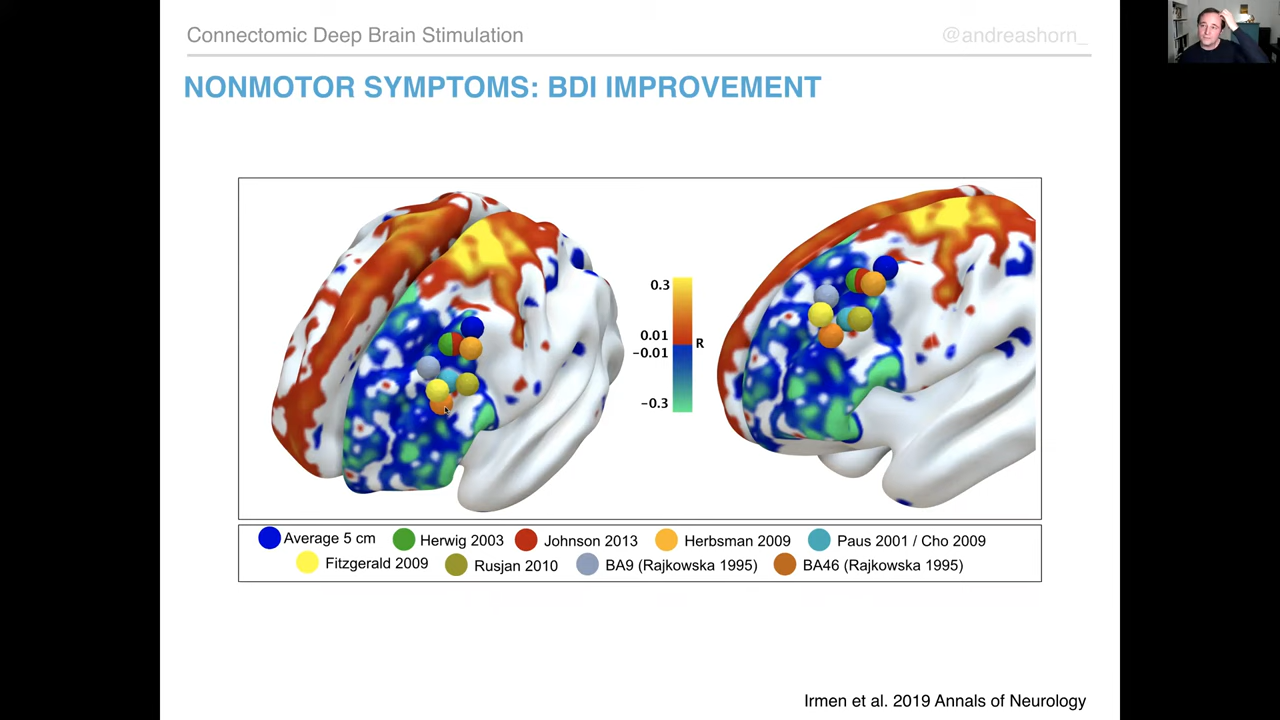 Connectomic Deep Brain Stimulation
@andreashorn_
NONMOTOR SYMPTOMS: BDI IMPROVEMENT
0.3
0.01
−0.01
R
−0.3
Average 5 cm
Herwig 2003
Johnson 2013
Herbsman 2009
Paus 2001 / Cho 2009
Fitzgerald 2009
Rusjan 2010
BA9 (Rajkowska 1995)
BA46 (Rajkowska 1995)
Irmen et al. 2019 Annals of Neurology